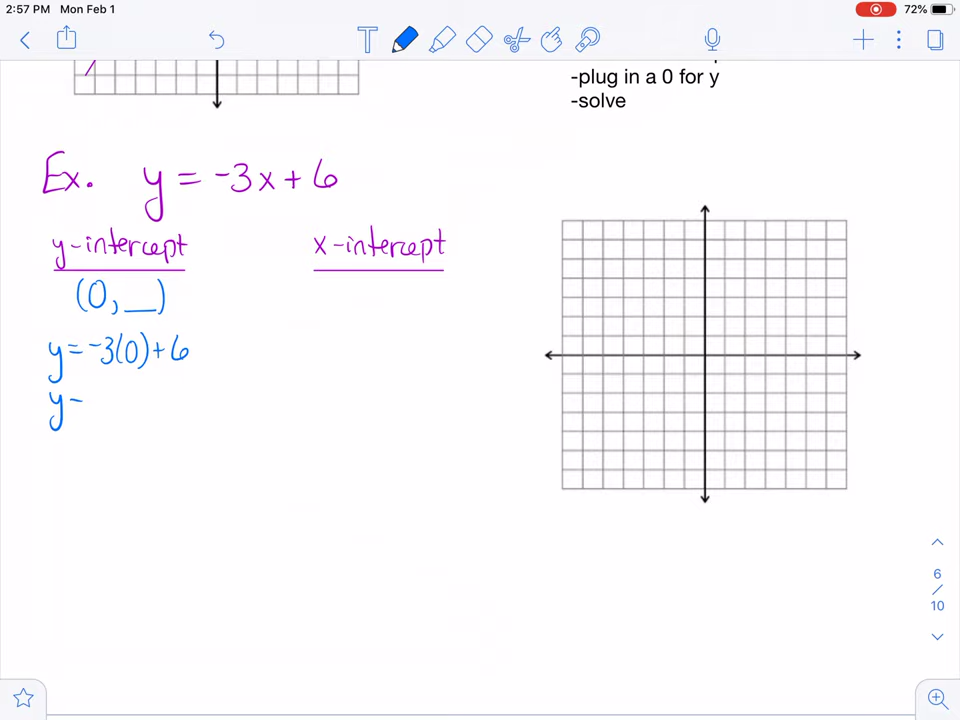 2:57 PM Mon Feb 1
72%
T
-plug in a 0 for y
-solve
Ex. y = -3x + 6
y-intercept
x-intercept
(0, __)
y = -3(0) + 6
y -
6
/
10